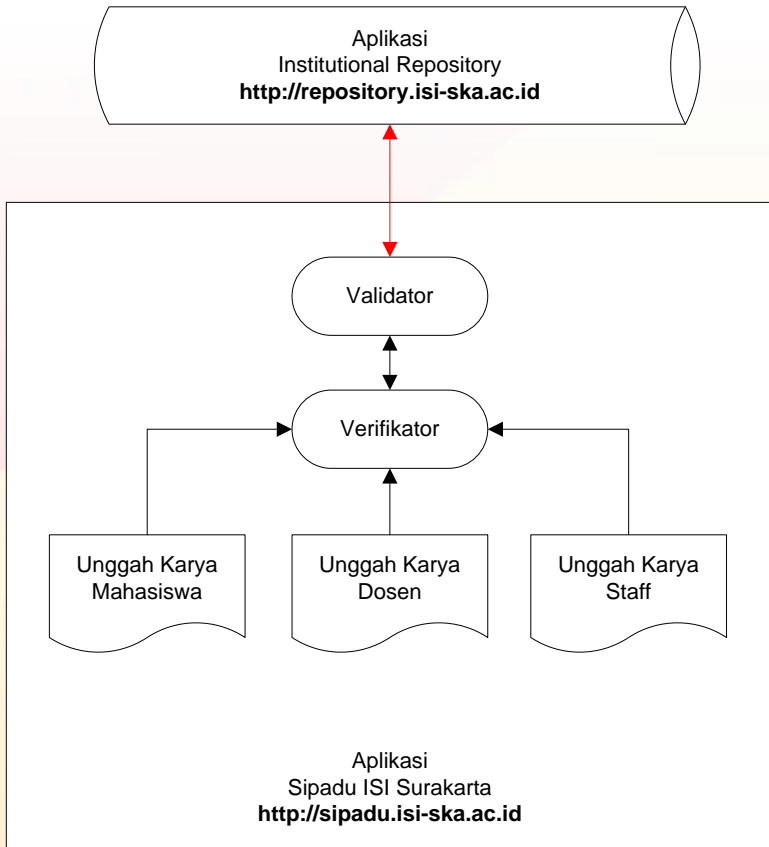 Aplikasi
Institutional Repository
http://repository.isi-ska.ac.id
Validator
Verifikator
Unggah Karya
Mahasiswa
Unggah Karya
Dosen
Unggah Karya
Staff
Aplikasi
Sipadu ISI Surakarta
http://sipadu.isi-ska.ac.id